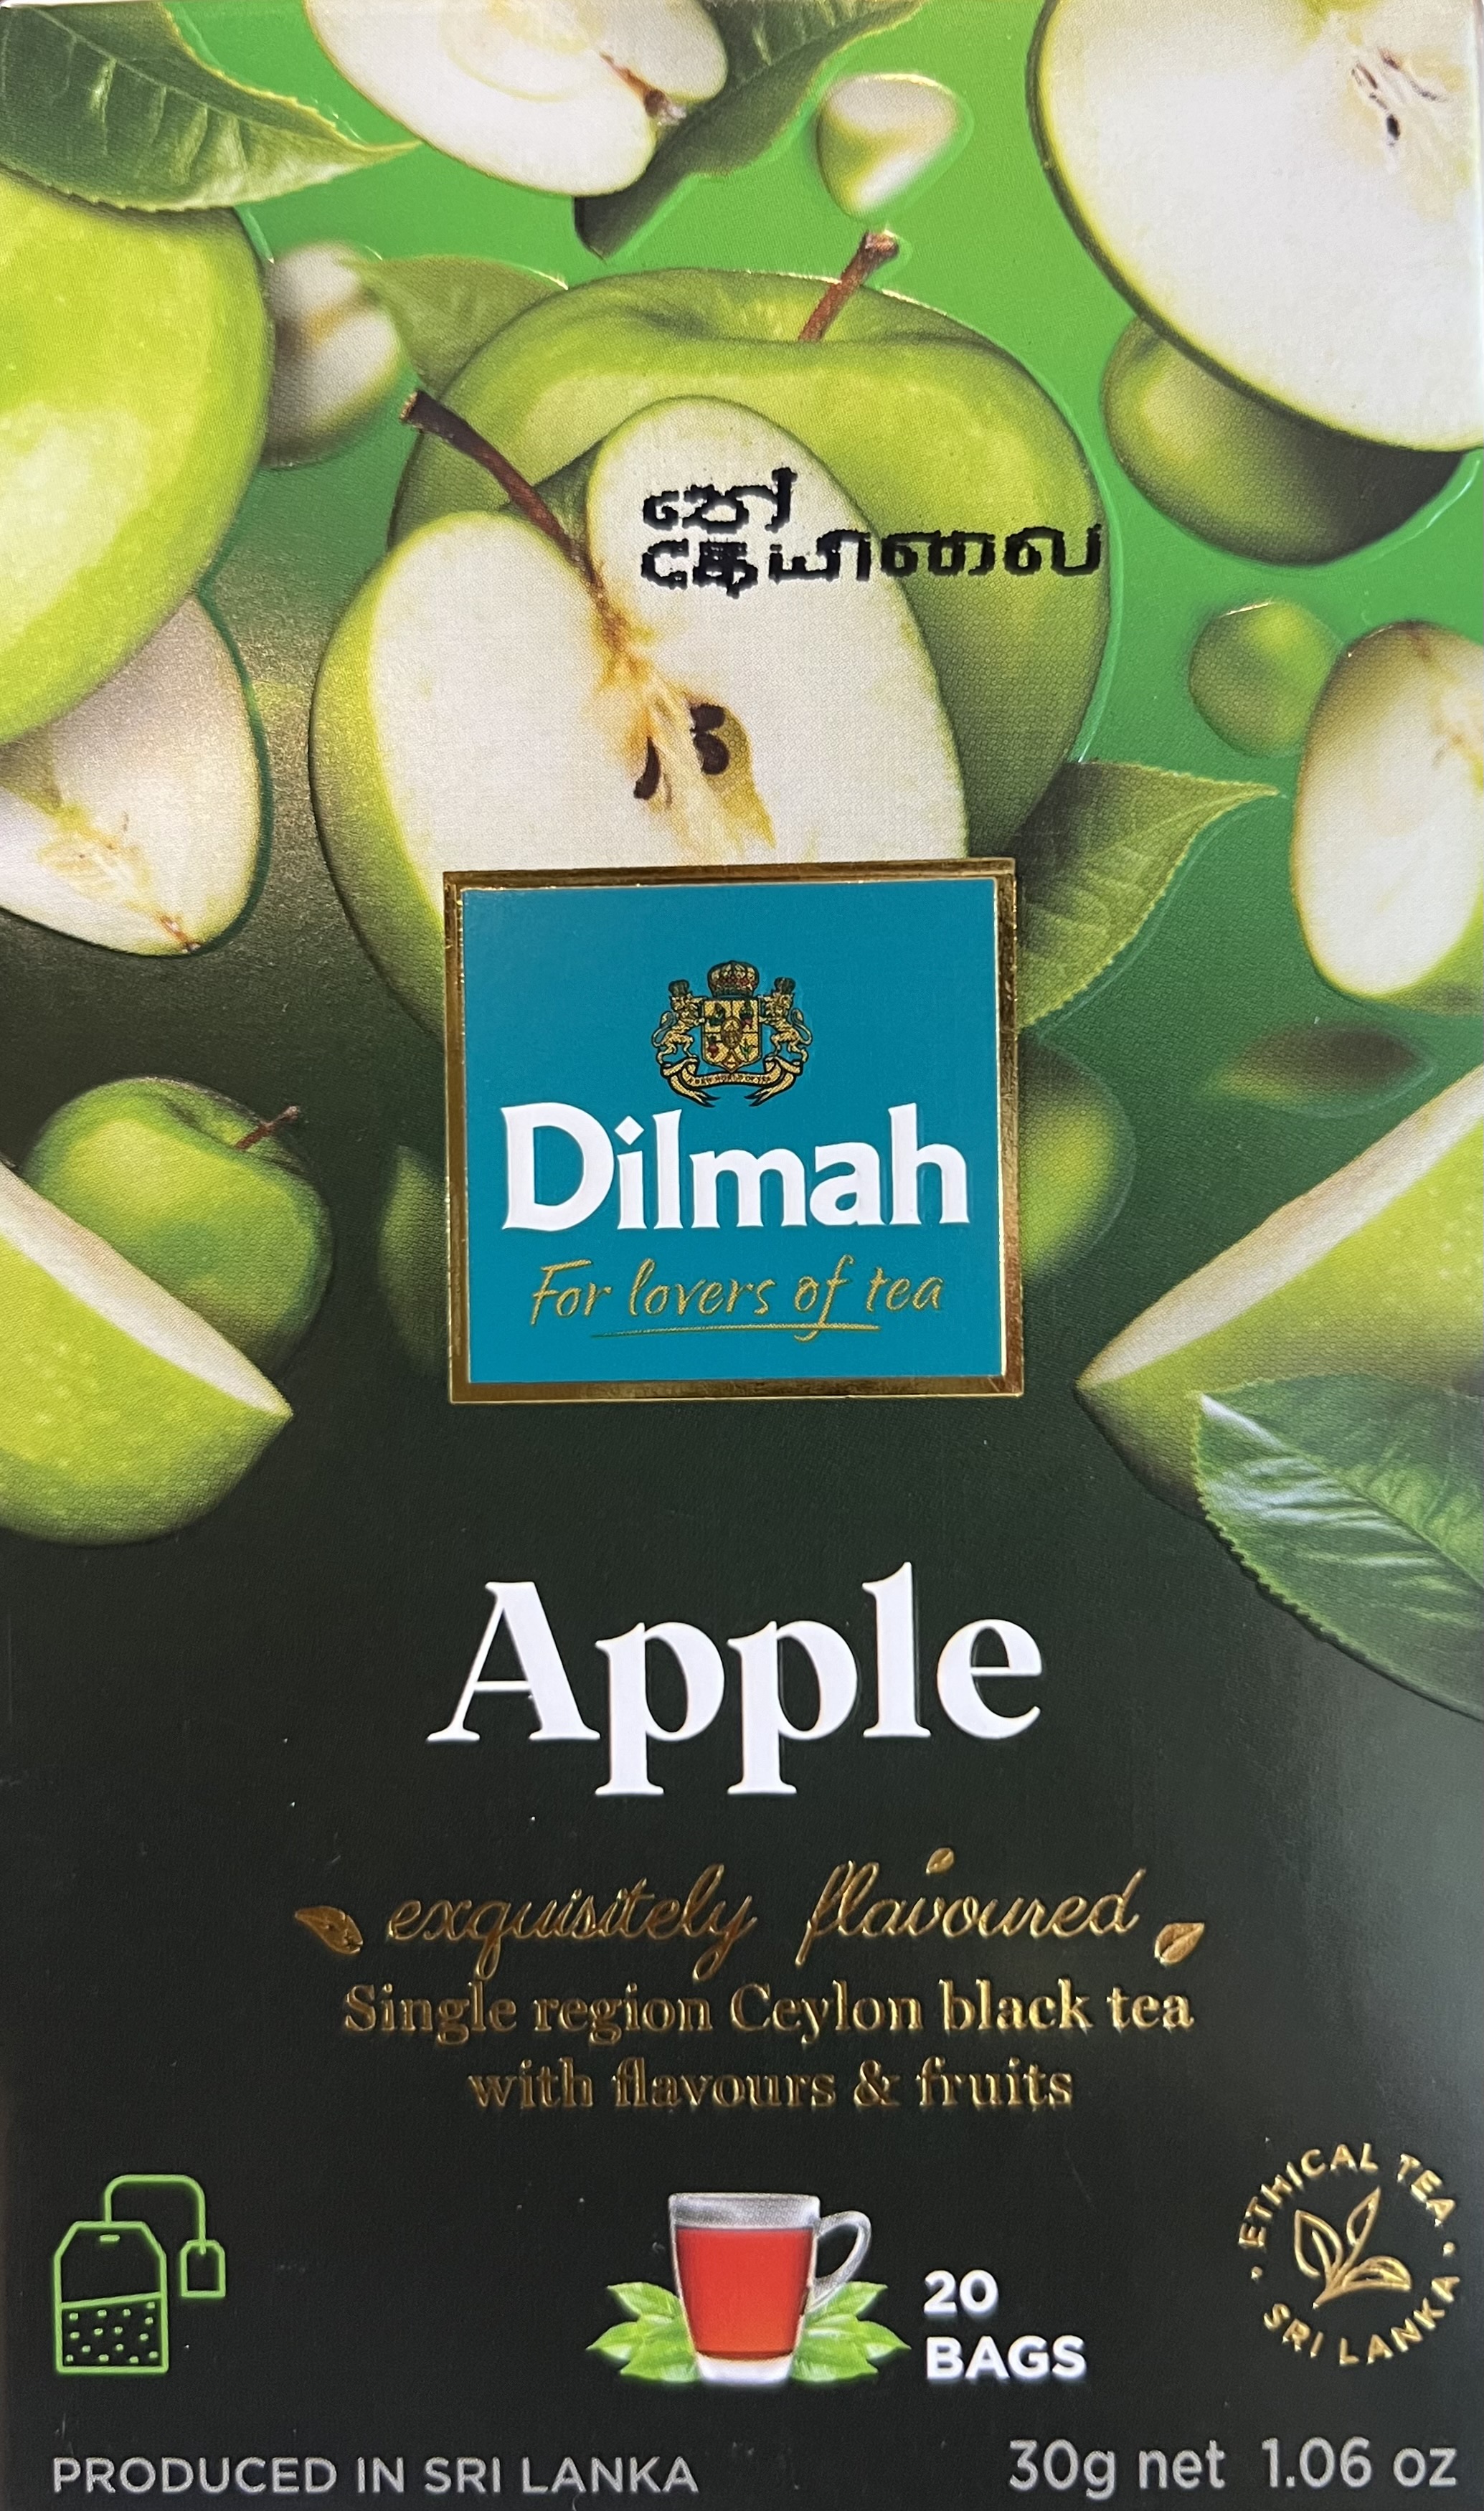 තේ
தேயிலை
Dilmah
For lovers of tea
Apple
exquisitely flavoured
Single region Ceylon black tea
with flavours & fruits
20
BAGS
ETHICAL TEA
SRI LANKA
PRODUCED IN SRI LANKA
30g net 1.06 oz